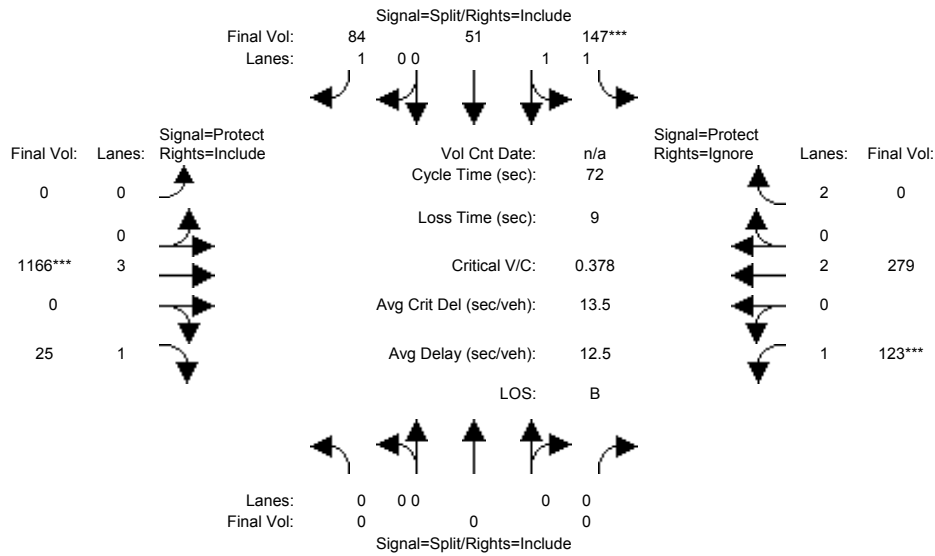 Signal=Split/Rights=Include
Final Vol: 84 51 147***
Lanes: 1 0 0 1 1
Signal=Protect Signal=Protect
Final Vol: Lanes: Rights=Include Vol Cnt Date: n/a Rights=Ignore Lanes: Final Vol:
Cycle Time (sec): 72
0 0 2 0
Loss Time (sec): 9
0 0
1166*** 3 Critical V/C: 0.378 2 279
0 Avg Crit Del (sec/veh): 13.5 0
25 1 Avg Delay (sec/veh): 12.5 1 123***
LOS: B
Lanes: 0 0 0 0 0
Final Vol: 0 0 0
Signal=Split/Rights=Include